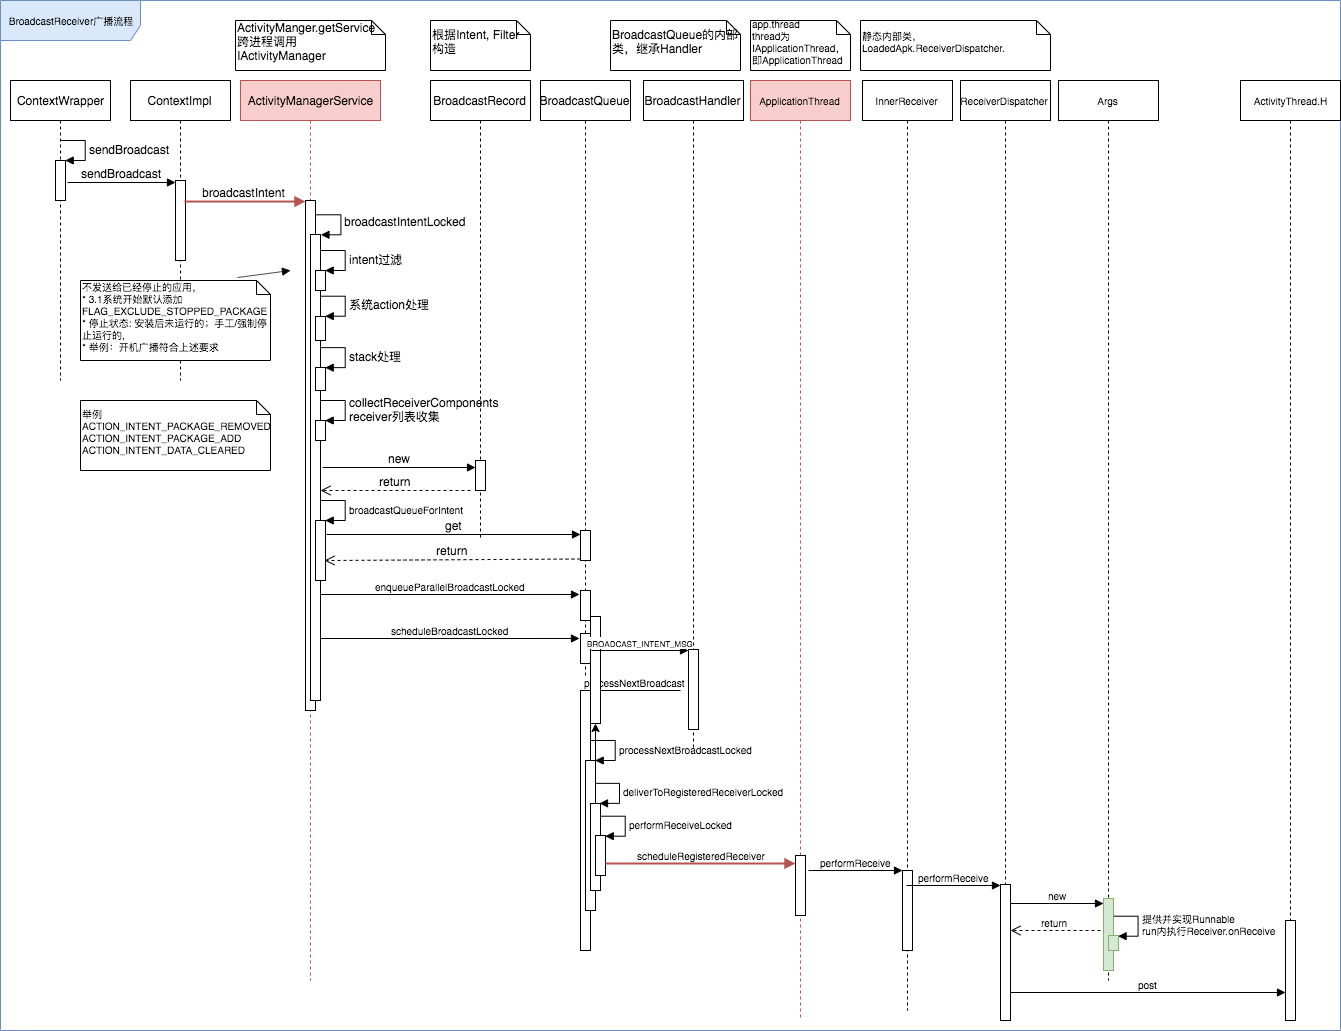 BroadcastReceiver广播流程
ActivityManger.getService
跨进程调用
IActivityManager
根据Intent, Filter
构造
BroadcastQueue的内部
类，继承Handler
app.thread
thread为
IApplicationThread,
即ApplicationThread
静态内部类，
LoadedApk.ReceiverDispatcher.
ContextWrapper
ContextImpl
ActivityManagerService
BroadcastRecord
BroadcastQueue
BroadcastHandler
ApplicationThread
InnerReceiver
ReceiverDispatcher
Args
ActivityThread.H
sendBroadcast
sendBroadcast
broadcastIntent
broadcastIntentLocked
intent过滤
不发送给已经停止的应用，
* 3.1系统开始默认添加
FLAG_EXCLUDE_STOPPED_PACKAGE
* 停止状态: 安装后未运行的；手工/强制停
止运行的，
* 举例：开机广播符合上述要求
系统action处理
stack处理
collectReceiverComponents
receiver列表收集
举例
ACTION_INTENT_PACKAGE_REMOVED
ACTION_INTENT_PACKAGE_ADD
ACTION_INTENT_DATA_CLEARED
new
return
broadcastQueueForIntent
get
return
enqueueParallelBroadcastLocked
scheduleBroadcastLocked
BROADCAST_INTENT_MSG
processNextBroadcast
processNextBroadcastLocked
deliverToRegisteredReceiverLocked
performReceiveLocked
scheduleRegisteredReceiver
performReceive
performReceive
new
return
提供并实现Runnable
run内执行Receiver.onReceive
post